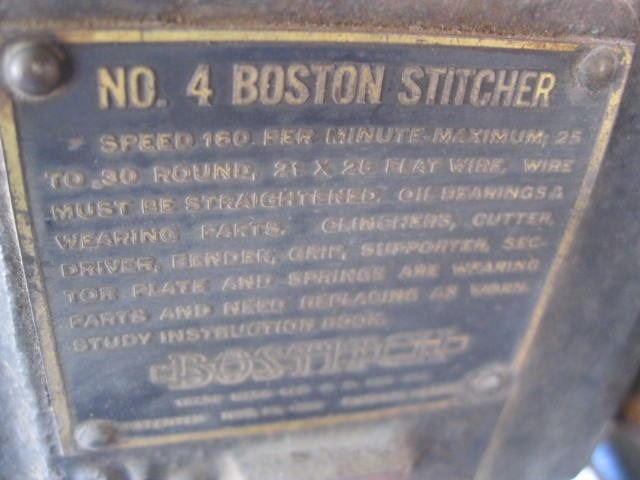 NO. 4 BOSTON STITCHER
SPEED 160 PER MINUTE-MAXIMUM, 25
TO 30 ROUND, 21 X 25 FLAT WIRE. WIRE
MUST BE STRAIGHTENED, OIL BEARINGS &
WEARING PARTS. CLINCHERS, CUTTER,
DRIVER, BENDER, GRIP, SUPPORTER, SEC-
TOR PLATE AND SPRINGS ARE WEARING
PARTS AND NEED REPLACING AS WORN.
STUDY INSTRUCTION BOOK.
BOSTITCH